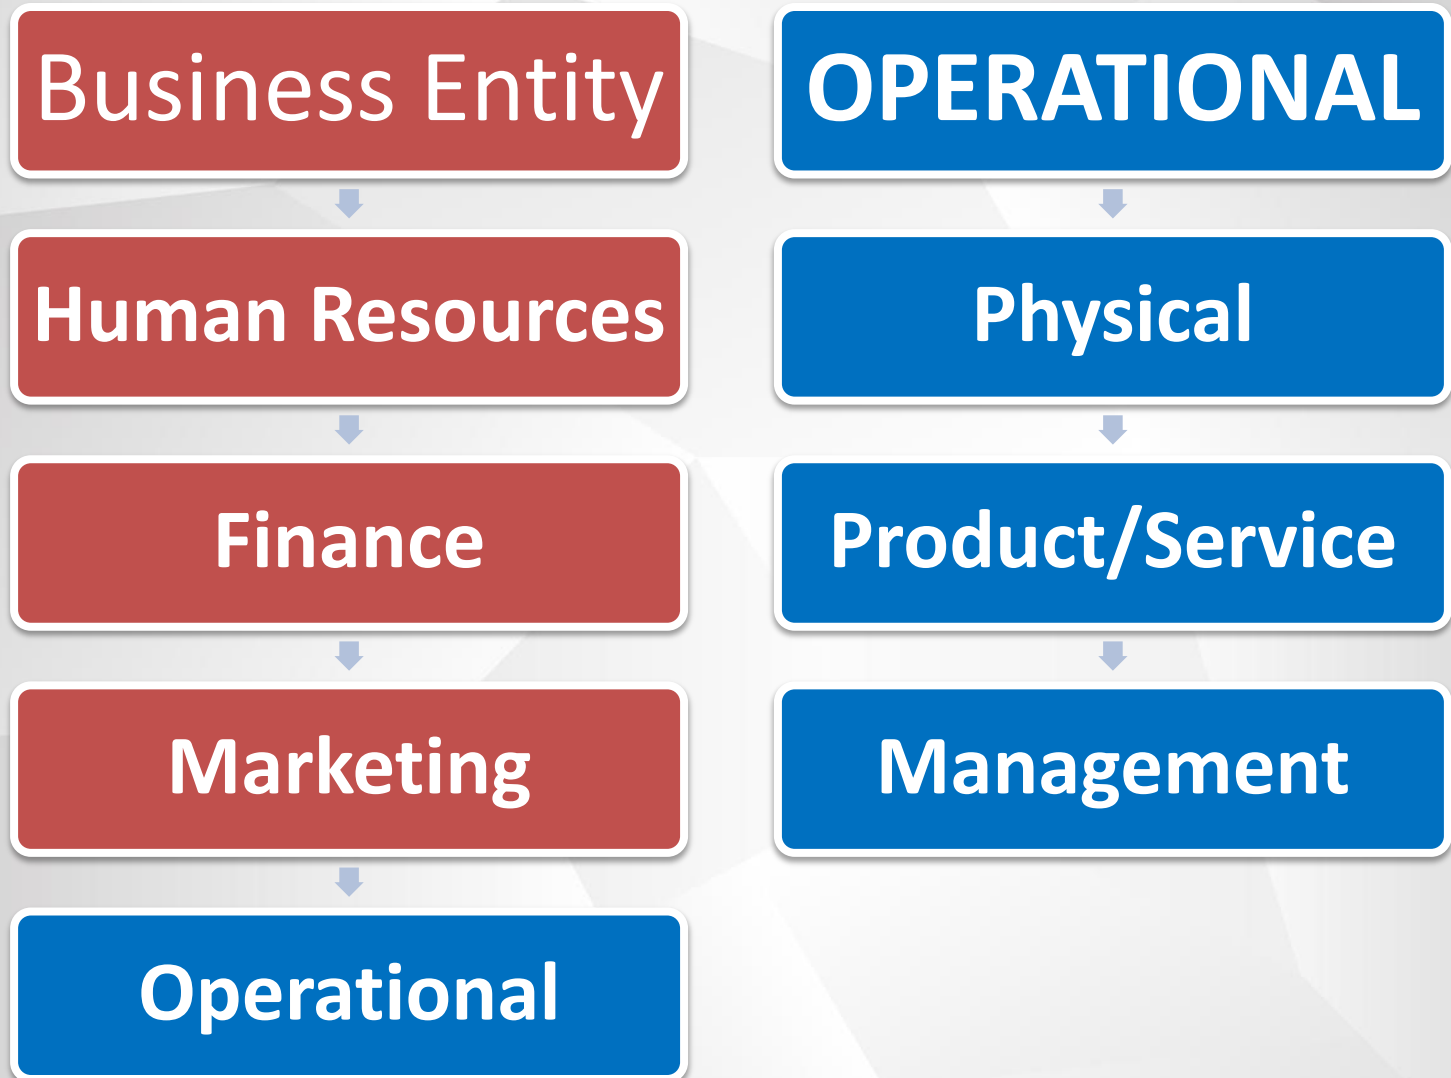 Business Entity
Human Resources
Finance
Marketing
Operational
OPERATIONAL
Physical
Product/Service
Management